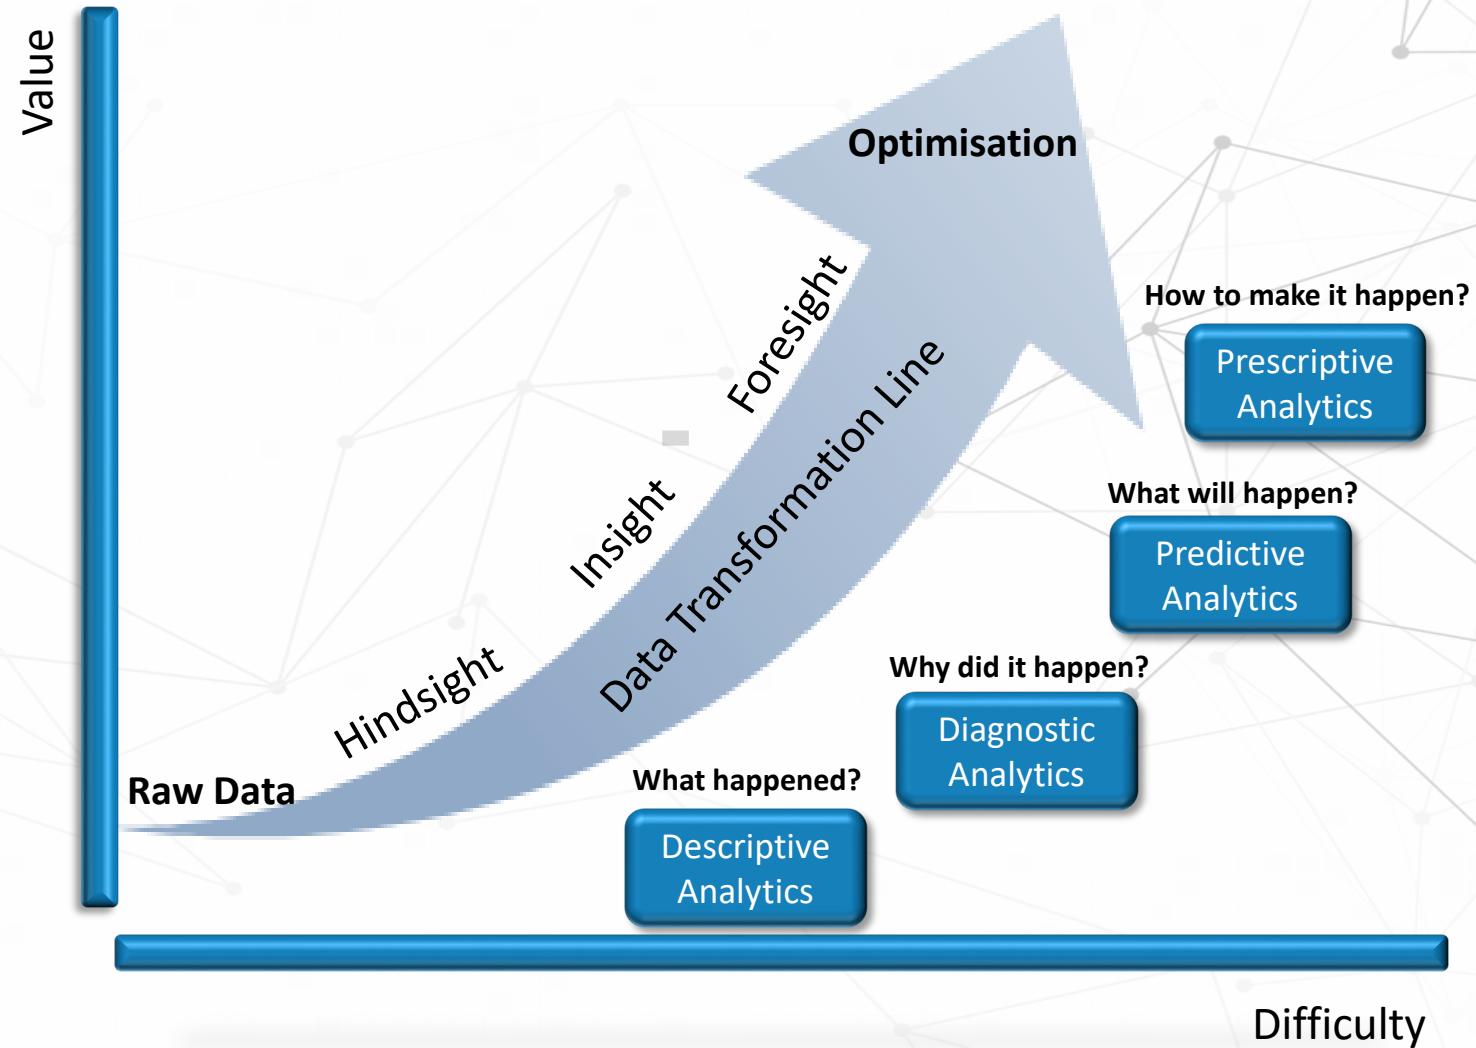 Value
Optimisation
Foresight
How to make it happen?
Prescriptive
Analytics
Data Transformation Line
Insight
What will happen?
Predictive
Analytics
Hindsight
Why did it happen?
Diagnostic
Analytics
Raw Data
What happened?
Descriptive
Analytics
Difficulty